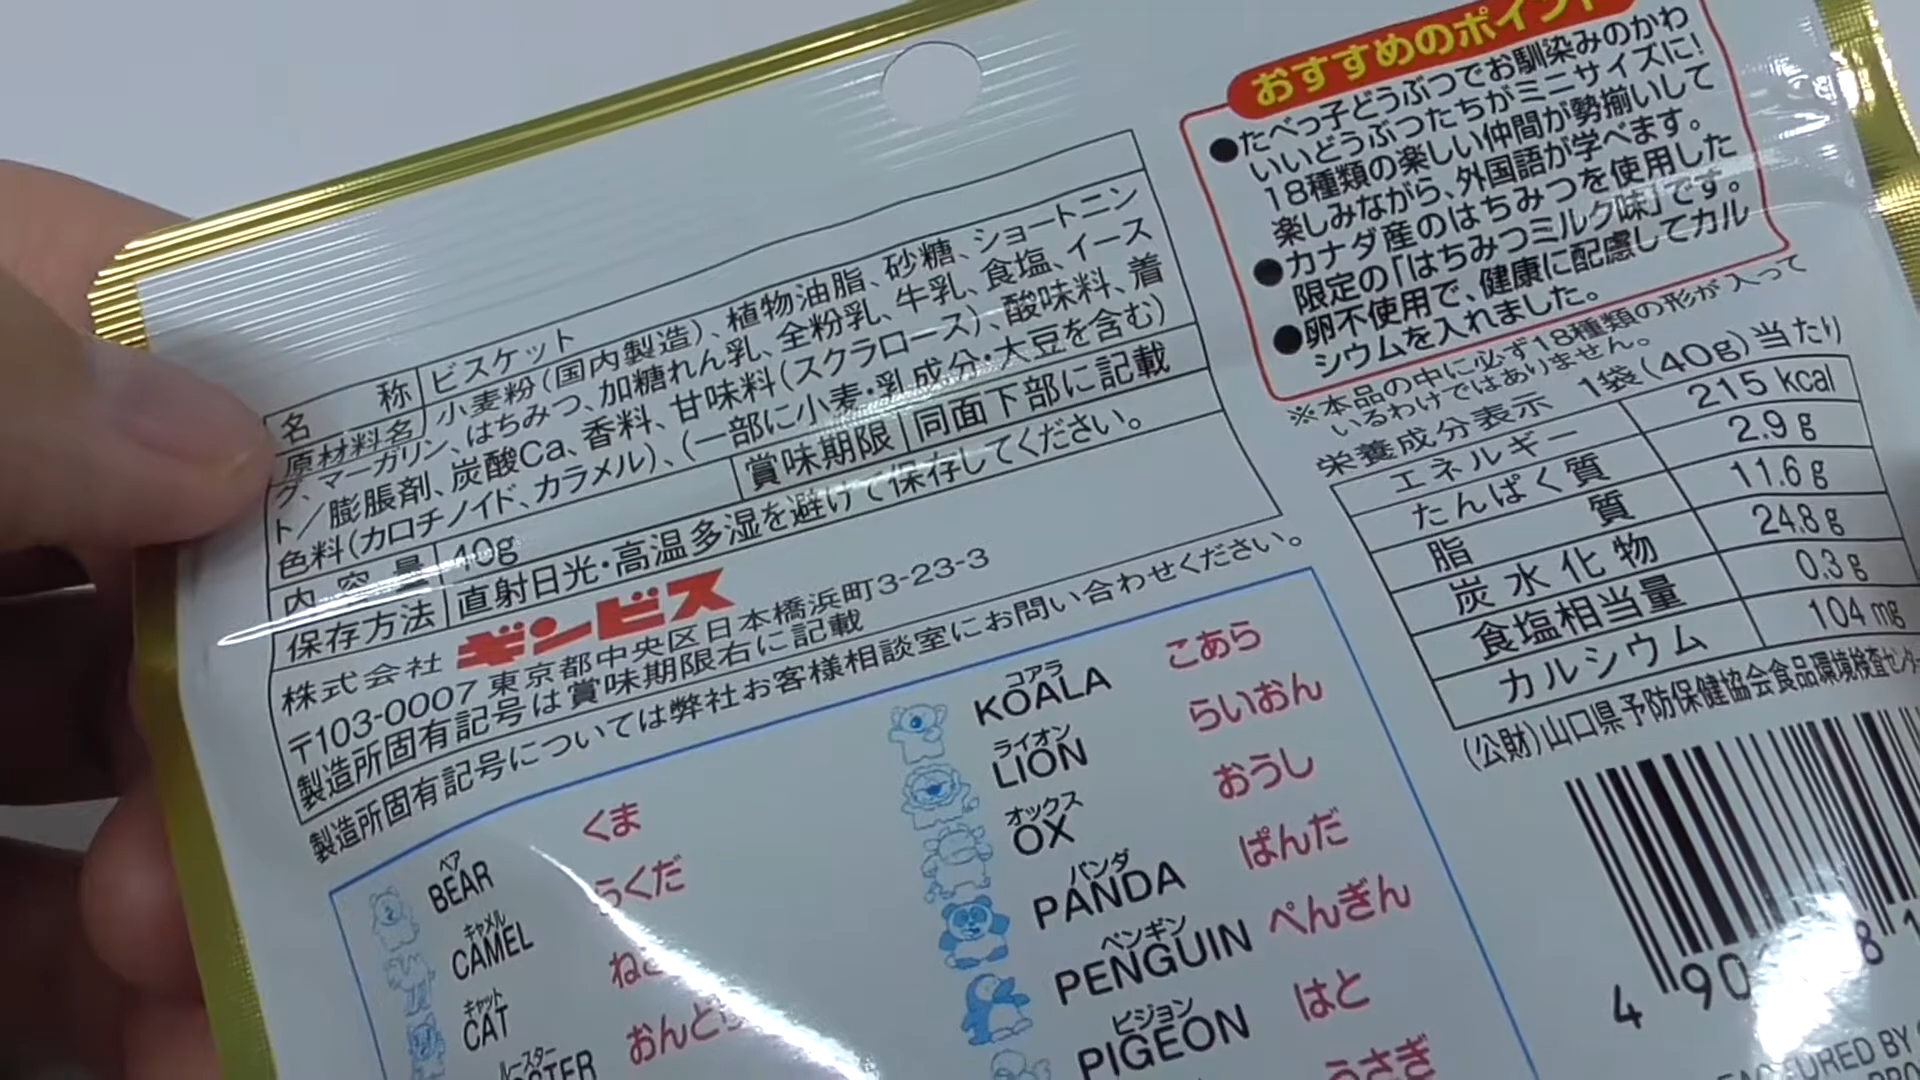 おすすめのポイント
●たべっ子どうぶつでお馴染みのかわ
いいどうぶつたちがミニサイズに!
18種類の楽しい仲間が勢揃いして
楽しみながら、外国語が学べます。
●カナダ産のはちみつを使用した
限定の「はちみつミルク味」です。
●卵不使用で、健康に配慮してカル
シウムを入れました。
※本品の中に必ず18種類の形が入って
いるわけではありません。
栄養成分表示 1袋(40g)当たり
エネルギー 215 kcal
たんぱく質 2.9 g
脂質 11.6 g
炭水化物 24.8 g
食塩相当量 0.3 g
カルシウム 104 mg
(公財)山口県予防保健協会食品環境検査センター
名称 ビスケット
原材料名 小麦粉(国内製造)、植物油脂、砂糖、ショートニン
グ、マーガリン、はちみつ、加糖れん乳、全粉乳、牛乳、食塩、イース
ト/膨脹剤、炭酸Ca、香料、甘味料(スクラロース)、酸味料、着
色料(カロチノイド、カラメル)、(一部に小麦・乳成分・大豆を含む)
内容量 40g 賞味期限 同面下部に記載
保存方法 直射日光・高温多湿を避けて保存してください。
株式会社 ギンビス
〒103-0007 東京都中央区日本橋浜町3-23-3
製造所固有記号は賞味期限右に記載
製造所固有記号については弊社お客様相談室にお問い合わせください。
ベア
BEAR くま
キャメル
CAMEL らくだ
キャット
CAT
ルースター
おんど
コアラ
KOALA こあら
ライオン
LION らいおん
オックス
OX おうし
パンダ
PANDA ぱんだ
ペンギン
PENGUIN ぺんぎん
ピジョン
PIGEON はと
うさぎ
4 90